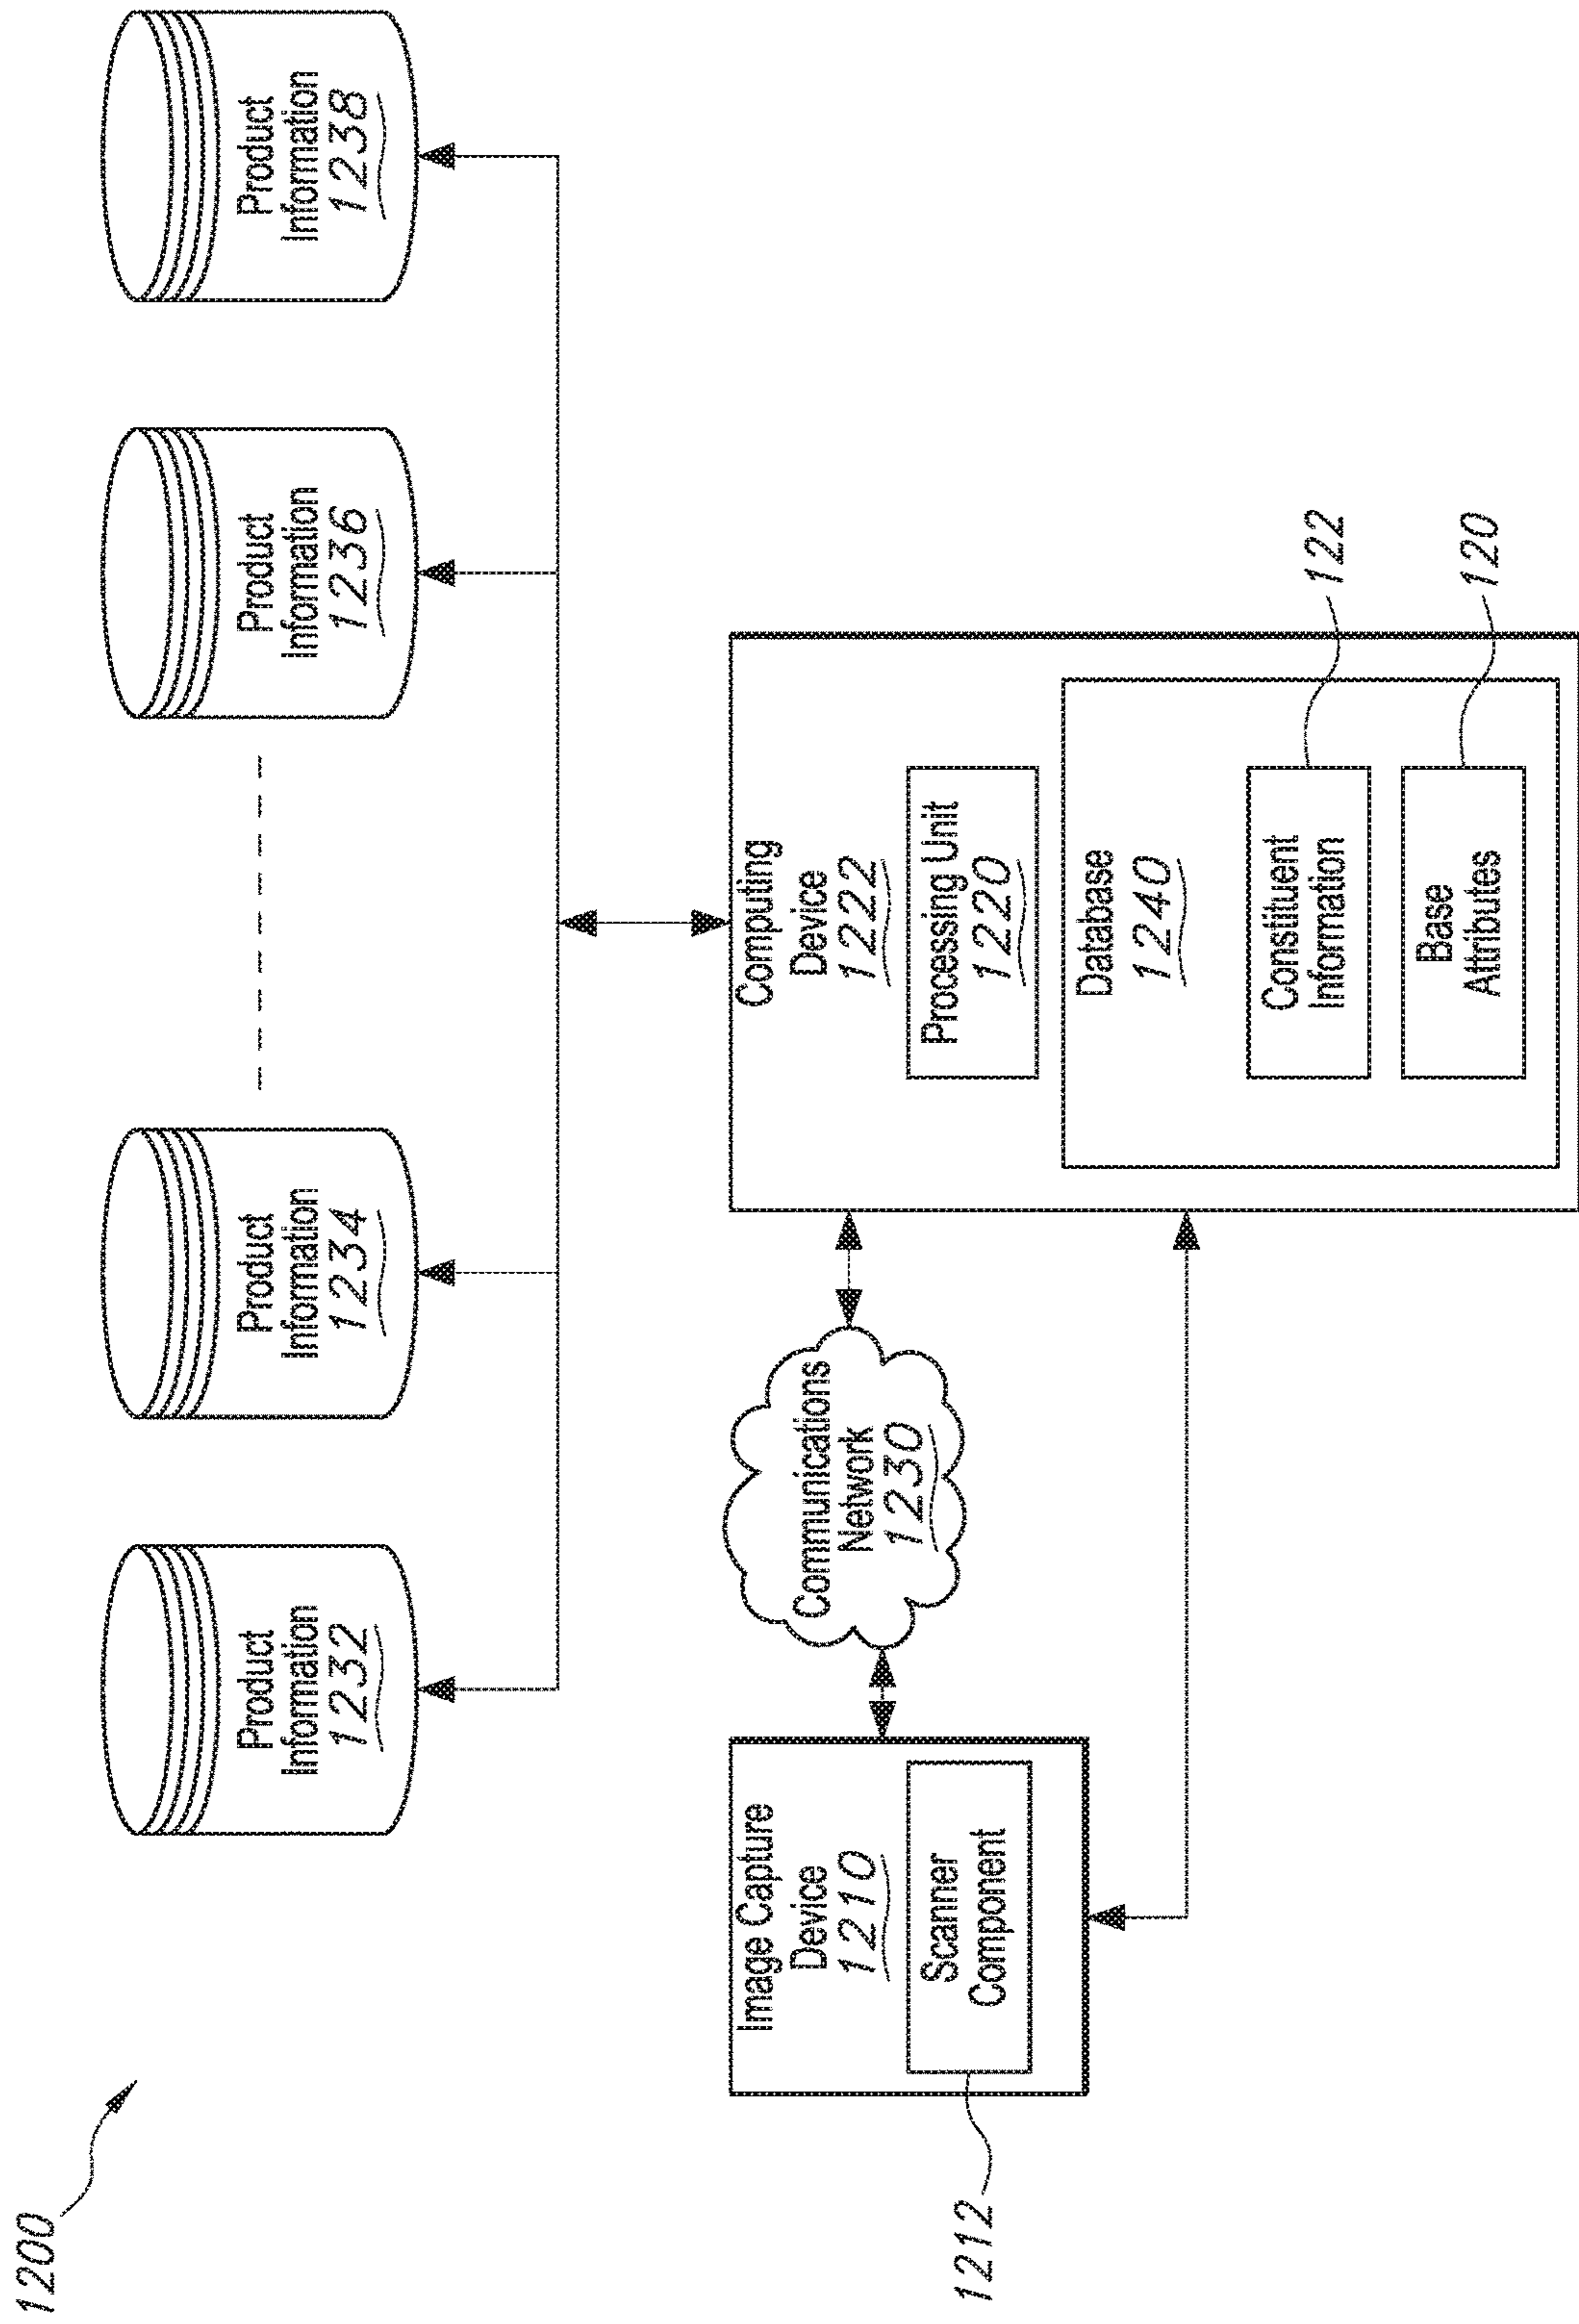 1200
Product
Information
1232
Product
Information
1234
Product
Information
1236
Product
Information
1238
Image Capture
Device
1210
Scanner
Component
1212
Communications
Network
1230
Computing
Device
1222
Processing Unit
1220
Database
1240
Constituent
Information
122
Base
Attributes
120